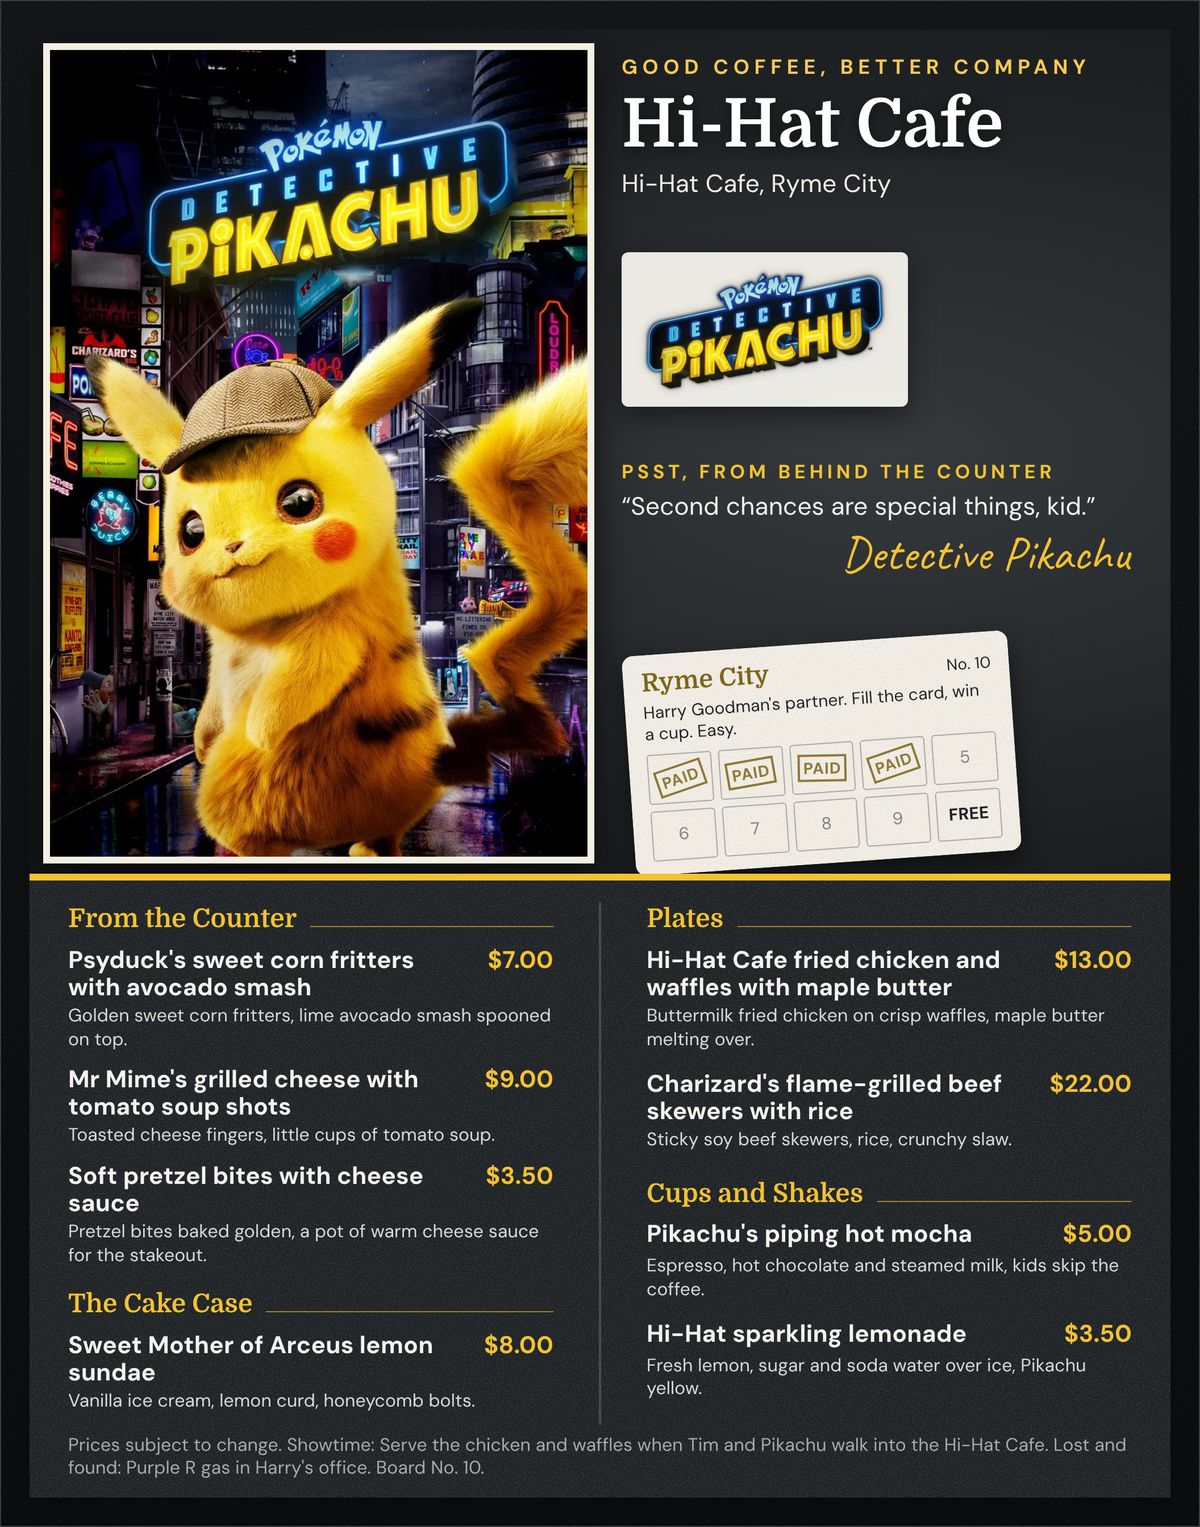 Pokémon
DETECTIVE
PiKACHU
CHARIZARD'S
GOOD COFFEE, BETTER COMPANY
Hi-Hat Cafe
Hi-Hat Cafe, Ryme City
Pokémon
DETECTIVE
PiKACHU
PSST, FROM BEHIND THE COUNTER
“Second chances are special things, kid.”
Detective Pikachu
Ryme City
No. 10
Harry Goodman's partner. Fill the card, win
a cup. Easy.
PAID PAID PAID PAID 5
6 7 8 9 FREE
From the Counter
Psyduck's sweet corn fritters $7.00
with avocado smash
Golden sweet corn fritters, lime avocado smash spooned
on top.
Mr Mime's grilled cheese with $9.00
tomato soup shots
Toasted cheese fingers, little cups of tomato soup.
Soft pretzel bites with cheese $3.50
sauce
Pretzel bites baked golden, a pot of warm cheese sauce
for the stakeout.
The Cake Case
Sweet Mother of Arceus lemon $8.00
sundae
Vanilla ice cream, lemon curd, honeycomb bolts.
Plates
Hi-Hat Cafe fried chicken and $13.00
waffles with maple butter
Buttermilk fried chicken on crisp waffles, maple butter
melting over.
Charizard's flame-grilled beef $22.00
skewers with rice
Sticky soy beef skewers, rice, crunchy slaw.
Cups and Shakes
Pikachu's piping hot mocha $5.00
Espresso, hot chocolate and steamed milk, kids skip the
coffee.
Hi-Hat sparkling lemonade $3.50
Fresh lemon, sugar and soda water over ice, Pikachu
yellow.
Prices subject to change. Showtime: Serve the chicken and waffles when Tim and Pikachu walk into the Hi-Hat Cafe. Lost and
found: Purple R gas in Harry's office. Board No. 10.